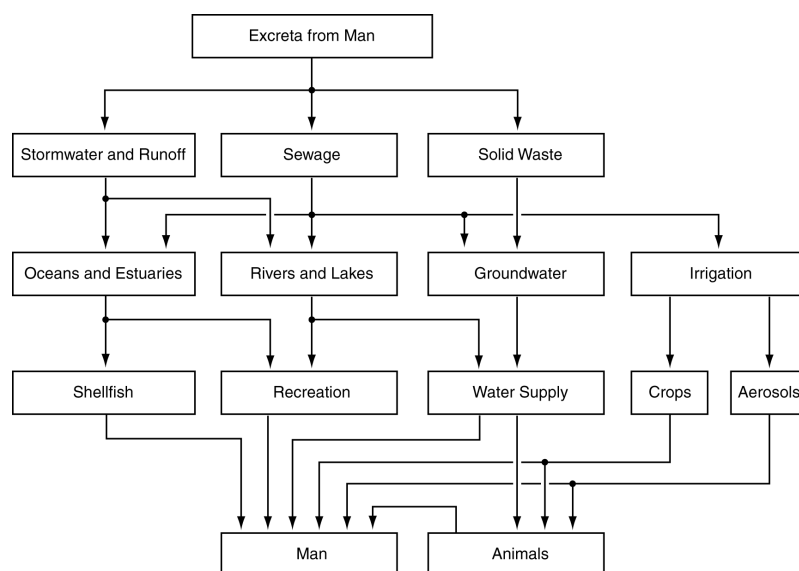 Excreta from Man
Stormwater and Runoff
Sewage
Solid Waste
Oceans and Estuaries
Rivers and Lakes
Groundwater
Irrigation
Shellfish
Recreation
Water Supply
Crops
Aerosols
Man
Animals